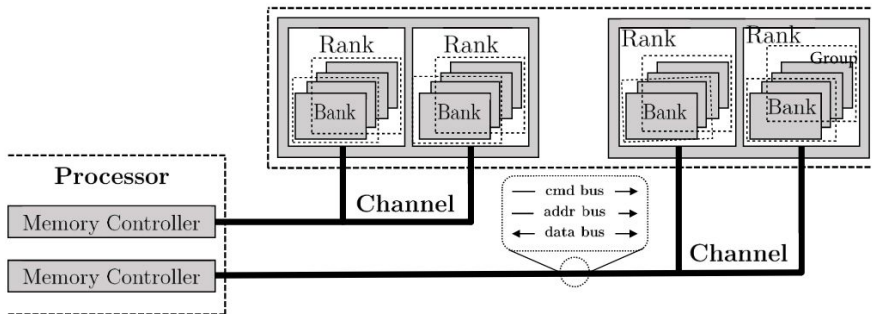 Rank
Rank
Rank
Rank
Group
Bank
Bank
Bank
Bank
Processor
Memory Controller
Channel
cmd bus
addr bus
data bus
Channel
Memory Controller